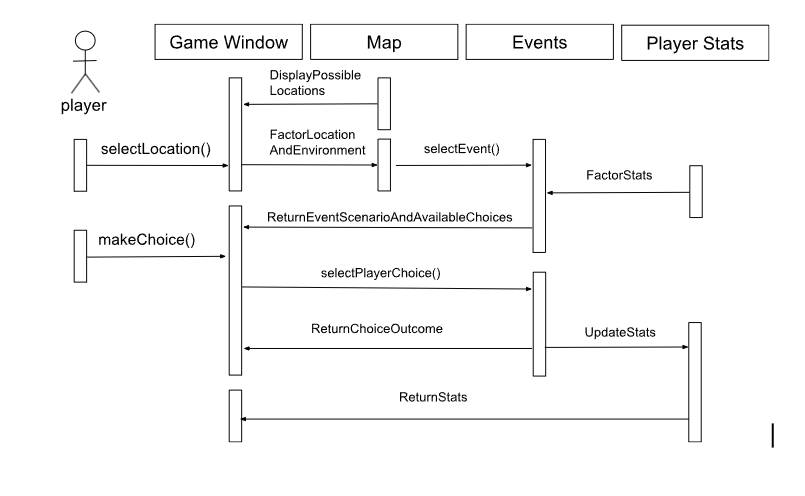 Game Window
Map
Events
Player Stats
player
DisplayPossible
Locations
selectLocation()
FactorLocation
AndEnvironment
selectEvent()
FactorStats
ReturnEventScenarioAndAvailableChoices
makeChoice()
selectPlayerChoice()
ReturnChoiceOutcome
UpdateStats
ReturnStats